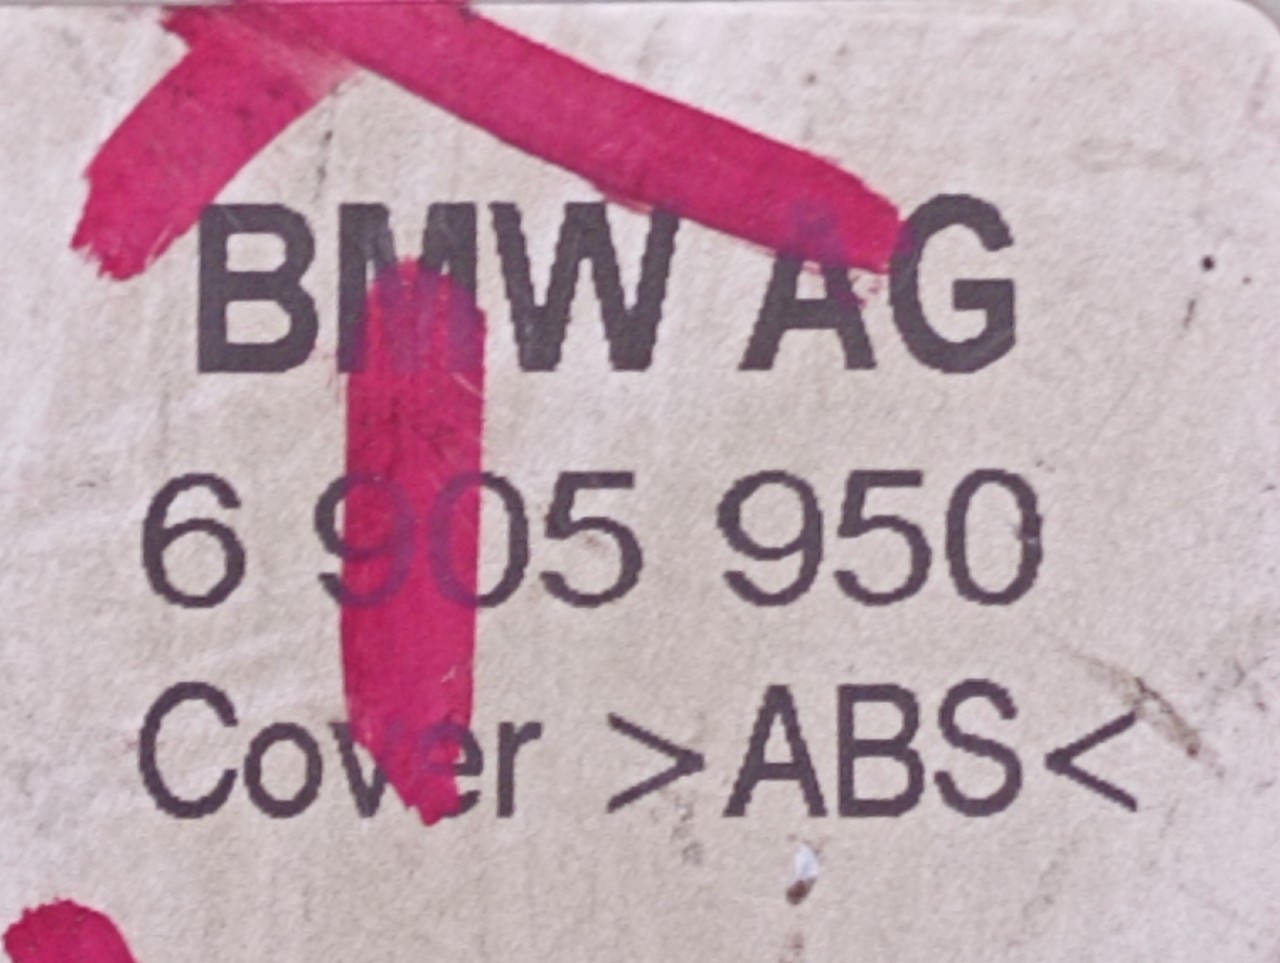 BMW AG
6 905 950
Cover >ABS<